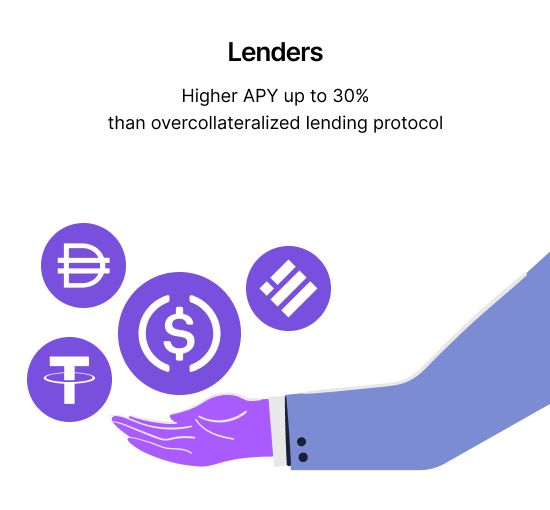 Lenders
Higher APY up to 30%
than overcollateralized lending protocol